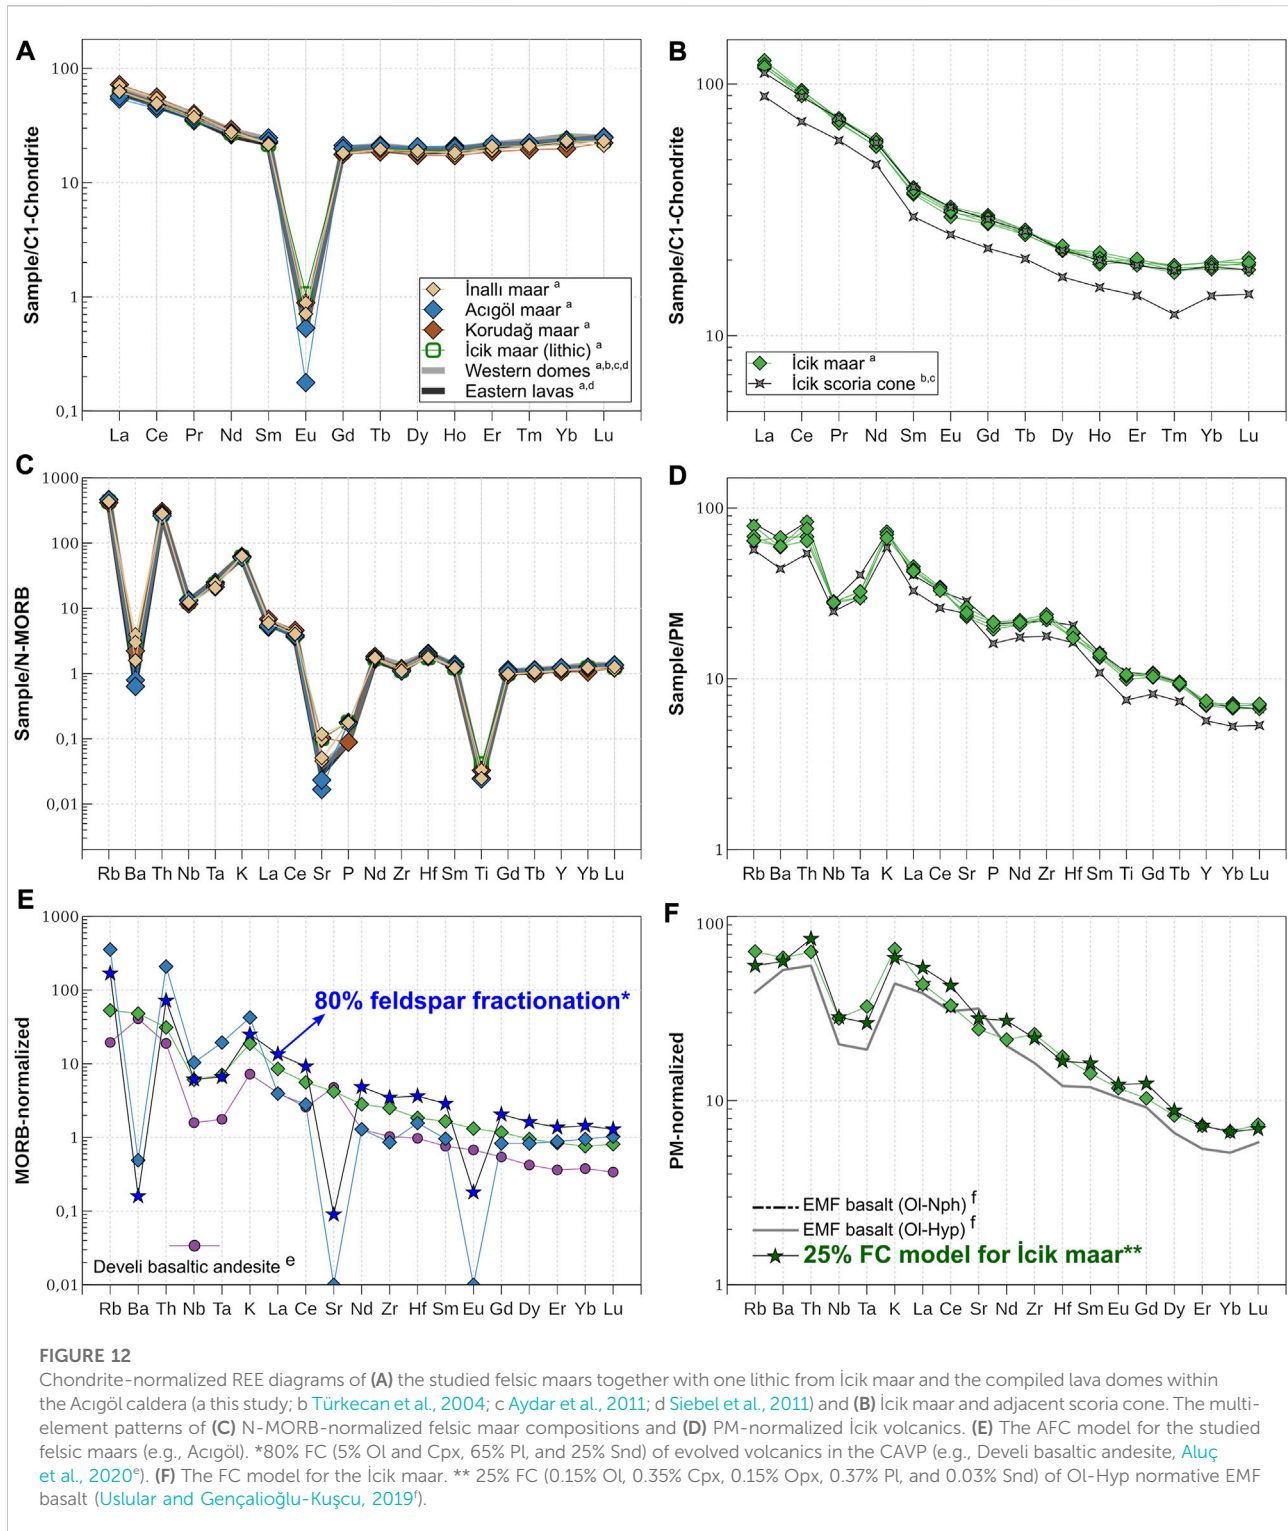 A
100
10
1
0,1
Sample/C1-Chondrite
İnallı maar a
Acıgöl maar a
Korudağ maar a
İcik maar (lithic) a
Western domes a,b,c,d
Eastern lavas a,d
La Ce Pr Nd Sm Eu Gd Tb Dy Ho Er Tm Yb Lu
B
100
10
Sample/C1-Chondrite
İcik maar a
İcik scoria cone b,c
La Ce Pr Nd Sm Eu Gd Tb Dy Ho Er Tm Yb Lu
C
1000
100
10
1
0,1
0,01
Sample/N-MORB
Rb Ba Th Nb Ta K La Ce Sr P Nd Zr Hf Sm Ti Gd Tb Y Yb Lu
D
100
10
1
Sample/PM
Rb Ba Th Nb Ta K La Ce Sr P Nd Zr Hf Sm Ti Gd Tb Y Yb Lu
E
1000
100
10
1
0,1
0,01
MORB-normalized
80% feldspar fractionation*
Develi basaltic andesite e
Rb Ba Th Nb Ta K La Ce Sr Nd Zr Hf Sm Eu Gd Dy Er Yb Lu
F
100
10
1
PM-normalized
EMF basalt (Ol-Nph) f
EMF basalt (Ol-Hyp) f
25% FC model for İcik maar**
Rb Ba Th Nb Ta K La Ce Sr Nd Zr Hf Sm Eu Gd Dy Er Yb Lu
FIGURE 12
Chondrite-normalized REE diagrams of (A) the studied felsic maars together with one lithic from İcik maar and the compiled lava domes within
the Acıgöl caldera (a this study; b Türkecan et al., 2004; c Aydar et al., 2011; d Siebel et al., 2011) and (B) İcik maar and adjacent scoria cone. The multi-
element patterns of (C) N-MORB-normalized felsic maar compositions and (D) PM-normalized İcik volcanics. (E) The AFC model for the studied
felsic maars (e.g., Acıgöl). *80% FC (5% Ol and Cpx, 65% Pl, and 25% Snd) of evolved volcanics in the CAVP (e.g., Develi basaltic andesite, Aluç
et al., 2020e). (F) The FC model for the İcik maar. ** 25% FC (0.15% Ol, 0.35% Cpx, 0.15% Opx, 0.37% Pl, and 0.03% Snd) of Ol-Hyp normative EMF
basalt (Uslular and Gençalioğlu-Kuşcu, 2019f).